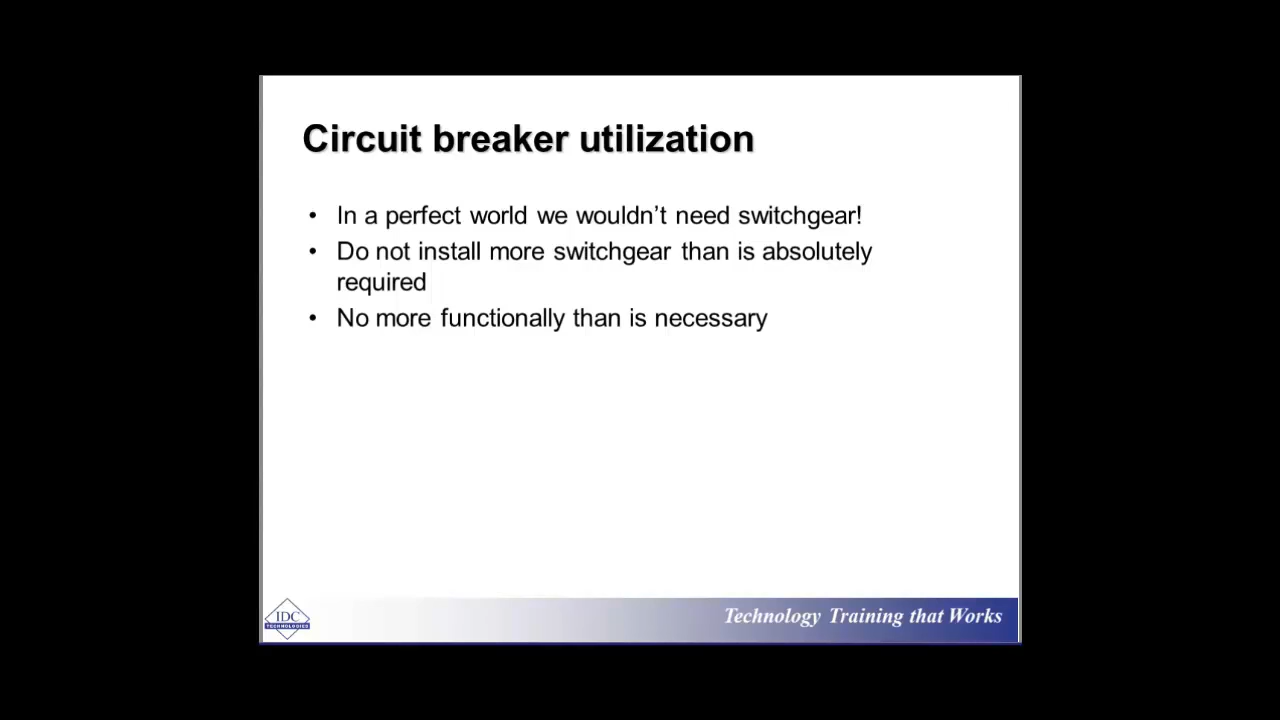 Circuit breaker utilization
• In a perfect world we wouldn't need switchgear!
• Do not install more switchgear than is absolutely
required
• No more functionally than is necessary
IDC
TECHNOLOGIES
Technology Training that Works